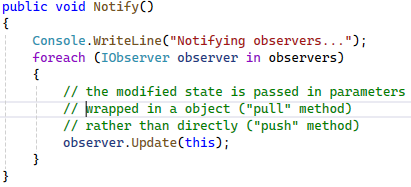 public void Notify()
{
Console.WriteLine("Notifying observers...");
foreach (IObserver observer in observers)
{
// the modified state is passed in parameters
// wrapped in a object ("pull" method)
// rather than directly ("push" method)
observer.Update(this);
}
}